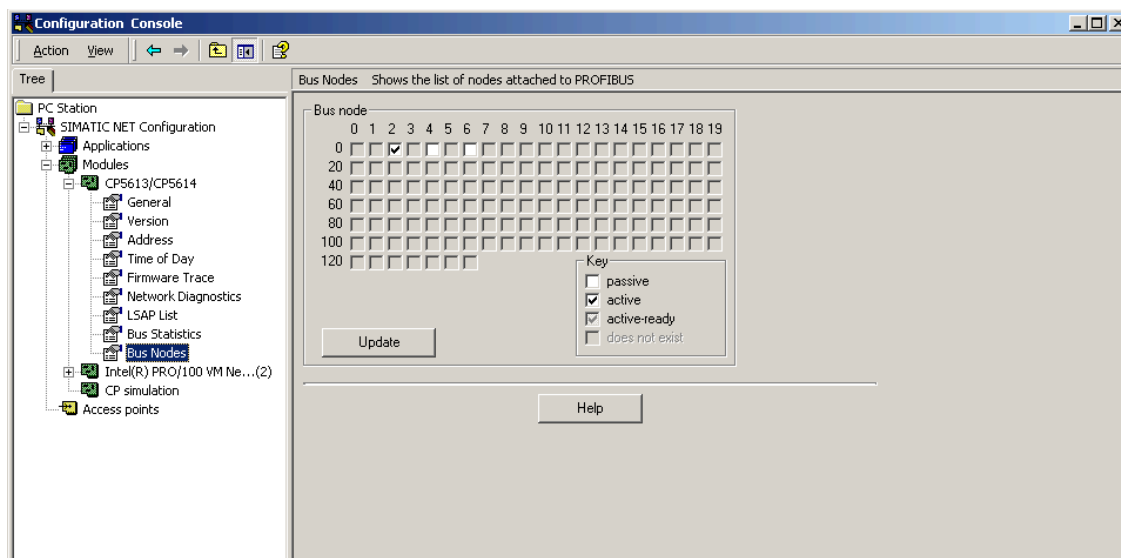 Configuration Console
Action View
Tree
Bus Nodes Shows the list of nodes attached to PROFIBUS
PC Station
SIMATIC NET Configuration
Applications
Modules
CP5613/CP5614
General
Version
Address
Time of Day
Firmware Trace
Network Diagnostics
LSAP List
Bus Statistics
Bus Nodes
Intel(R) PRO/100 VM Ne...(2)
CP simulation
Access points
Bus node
0 1 2 3 4 5 6 7 8 9 10 11 12 13 14 15 16 17 18 19
0
20
40
60
80
100
120
Key
passive
active
active-ready
does not exist
Update
Help